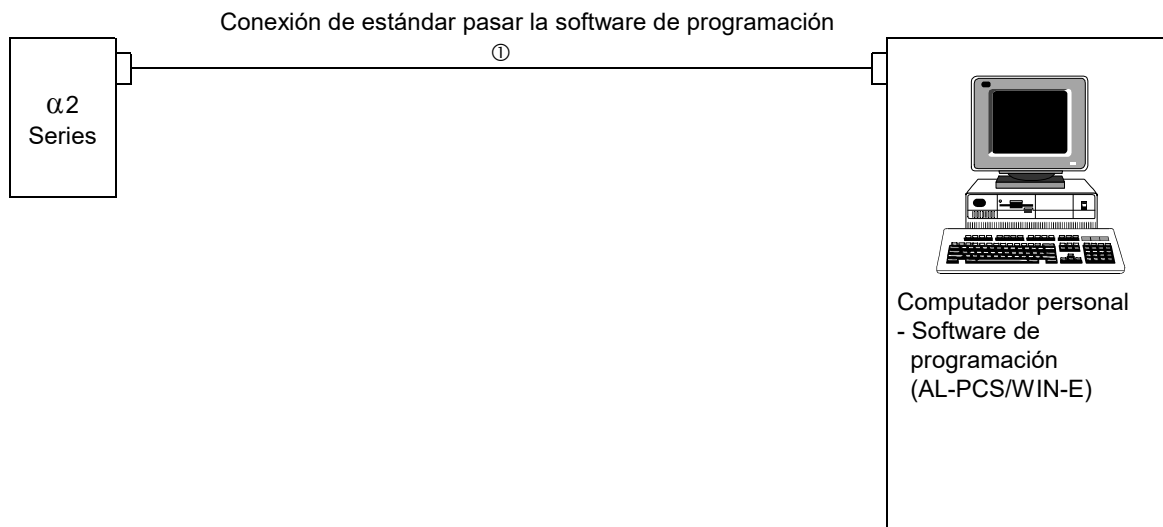 Conexión de estándar pasar la software de programación
①
α2
Series
Computador personal
- Software de
programación
(AL-PCS/WIN-E)